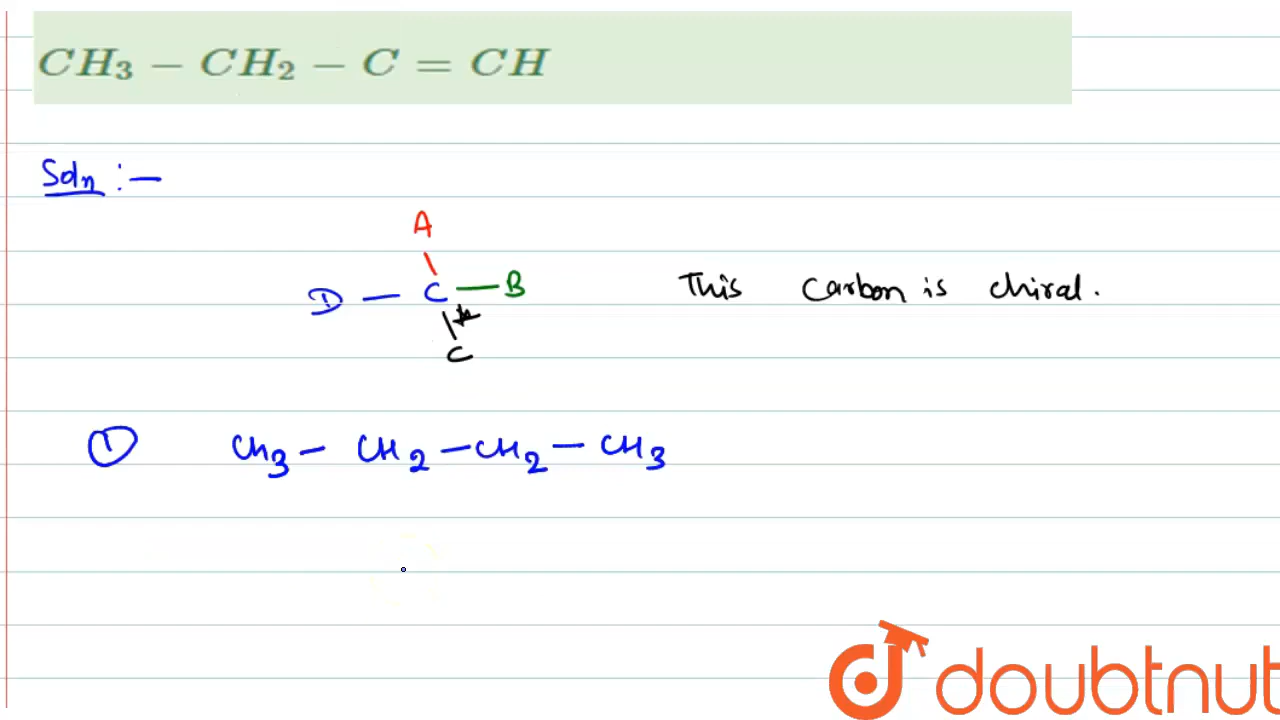 CH₃ − CH₂ − C = CH
Soln :−
A
D − C − B This carbon is chiral.
*
C
① CH₃ − CH₂ − CH₂ − CH₃
doubtnut